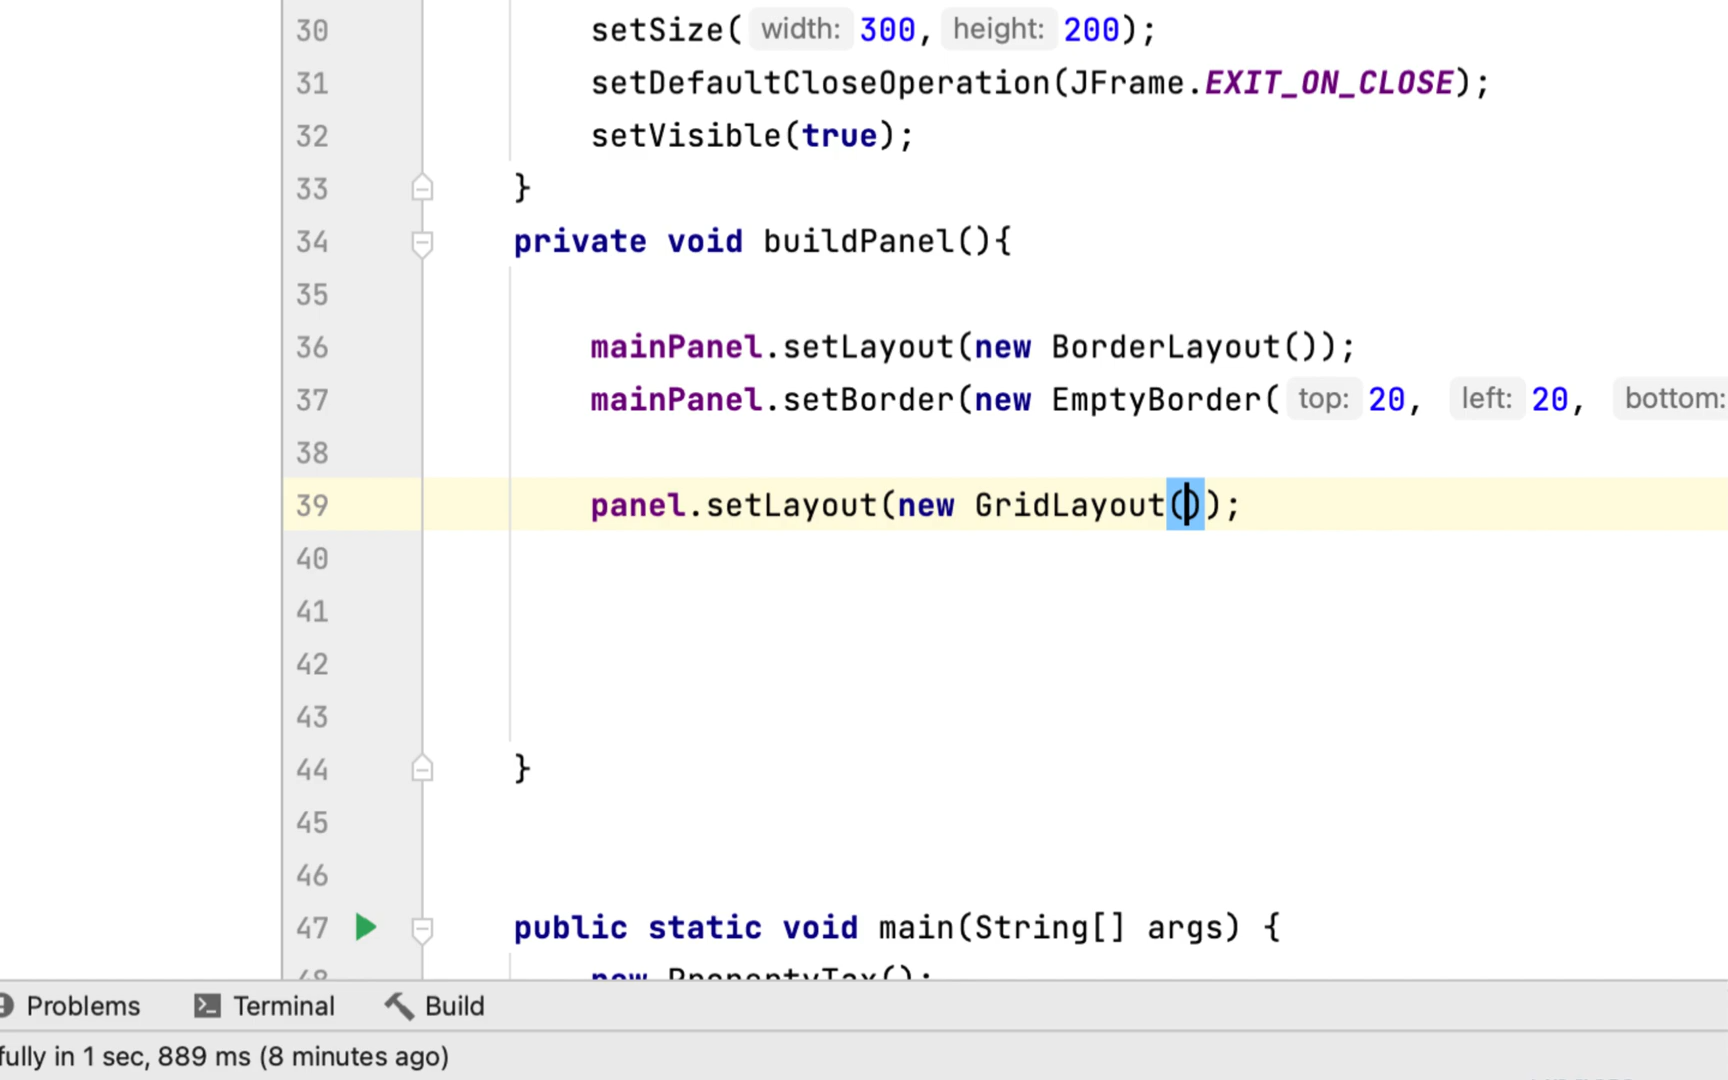 30 setSize( width: 300, height: 200);
31 setDefaultCloseOperation(JFrame.EXIT_ON_CLOSE);
32 setVisible(true);
33 }
34 private void buildPanel(){
35
36 mainPanel.setLayout(new BorderLayout());
37 mainPanel.setBorder(new EmptyBorder( top: 20, left: 20, bottom:
38
39 panel.setLayout(new GridLayout());
40
41
42
43
44 }
45
46
47 public static void main(String[] args) {
48 new PropertyTax();
Problems Terminal Build
fully in 1 sec, 889 ms (8 minutes ago)